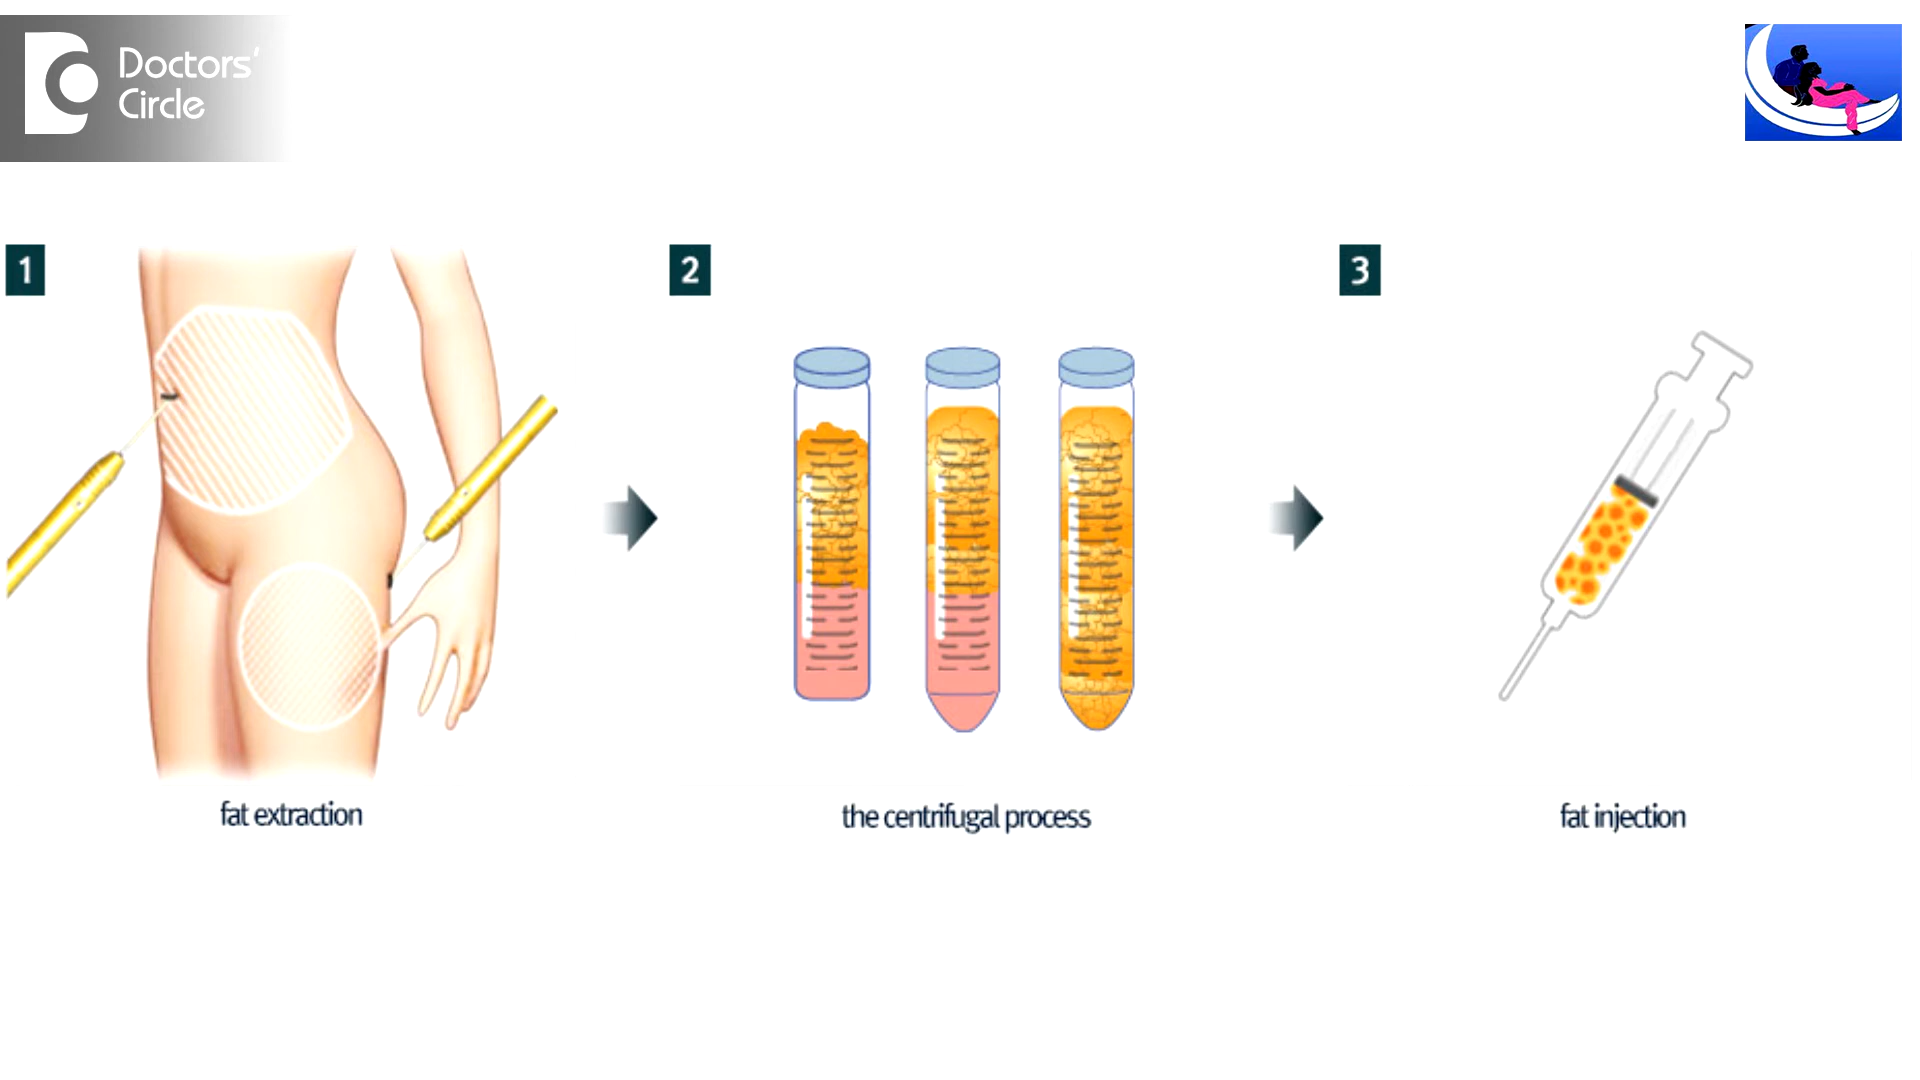 Doctors'
Circle
1
2
3
fat extraction
the centrifugal process
fat injection